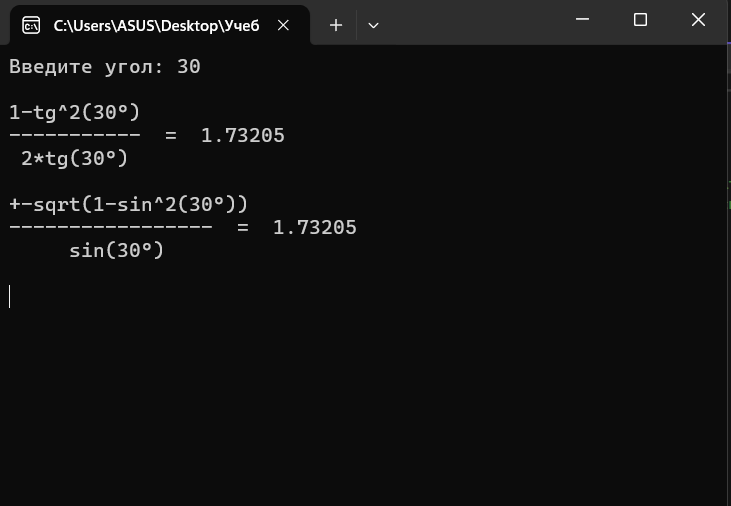 C:\Users\ASUS\Desktop\Учеб
Введите угол: 30
1-tg^2(30°)
-----------  =  1.73205
 2*tg(30°)
+-sqrt(1-sin^2(30°))
-----------------  =  1.73205
     sin(30°)